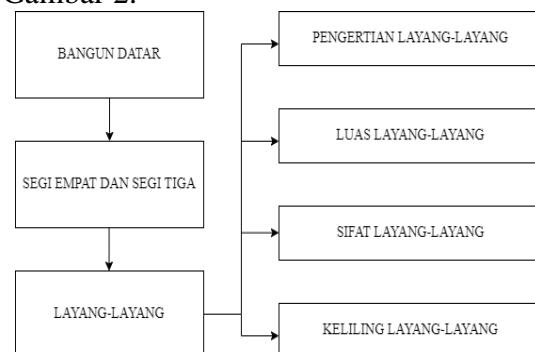 Gambar 2.
BANGUN DATAR
SEGI EMPAT DAN SEGI TIGA
LAYANG-LAYANG
PENGERTIAN LAYANG-LAYANG
LUAS LAYANG-LAYANG
SIFAT LAYANG-LAYANG
KELILING LAYANG-LAYANG